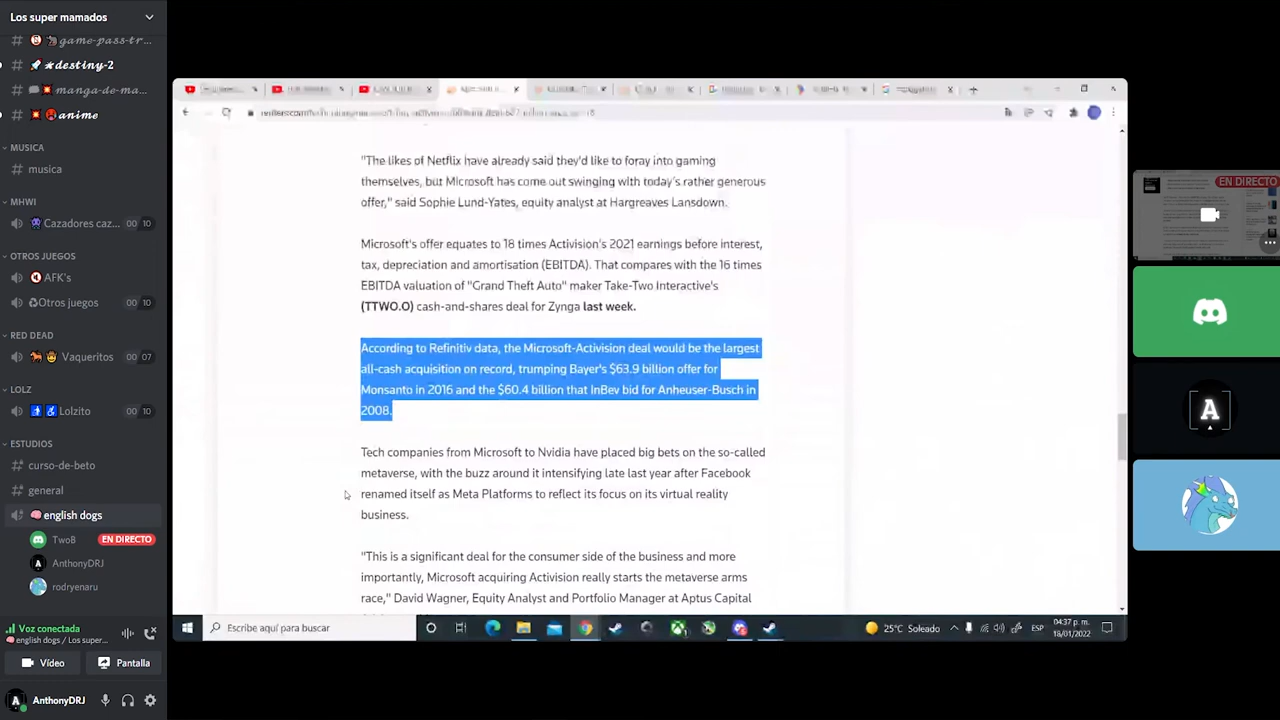 Los super mamados
game-pass-tr...
destiny-2
manga-de-ma...
anime
MUSICA
musica
MHWI
Cazadores caz... 00 10
OTROS JUEGOS
AFK's
Otros juegos 00 10
RED DEAD
Vaqueritos 00 07
LOLZ
Lolzito 00 10
ESTUDIOS
curso-de-beto
general
english dogs
TwoB EN DIRECTO
AnthonyDRJ
rodryenaru
Voz conectada
english dogs / Los super...
Vídeo
Pantalla
AnthonyDRJ
"The likes of Netflix have already said they'd like to foray into gaming
themselves, but Microsoft has come out swinging with today's rather generous
offer," said Sophie Lund-Yates, equity analyst at Hargreaves Lansdown.
Microsoft's offer equates to 18 times Activision's 2021 earnings before interest,
tax, depreciation and amortisation (EBITDA). That compares with the 16 times
EBITDA valuation of "Grand Theft Auto" maker Take-Two Interactive's
(TTWO.O) cash-and-shares deal for Zynga last week.
According to Refinitiv data, the Microsoft-Activision deal would be the largest
all-cash acquisition on record, trumping Bayer's $63.9 billion offer for
Monsanto in 2016 and the $60.4 billion that InBev bid for Anheuser-Busch in
2008.
Tech companies from Microsoft to Nvidia have placed big bets on the so-called
metaverse, with the buzz around it intensifying late last year after Facebook
renamed itself as Meta Platforms to reflect its focus on its virtual reality
business.
"This is a significant deal for the consumer side of the business and more
importantly, Microsoft acquiring Activision really starts the metaverse arms
race," David Wagner, Equity Analyst and Portfolio Manager at Aptus Capital
Escribe aquí para buscar
25°C Soleado
ESP
04:37 p. m.
18/01/2022
EN DIRECTO